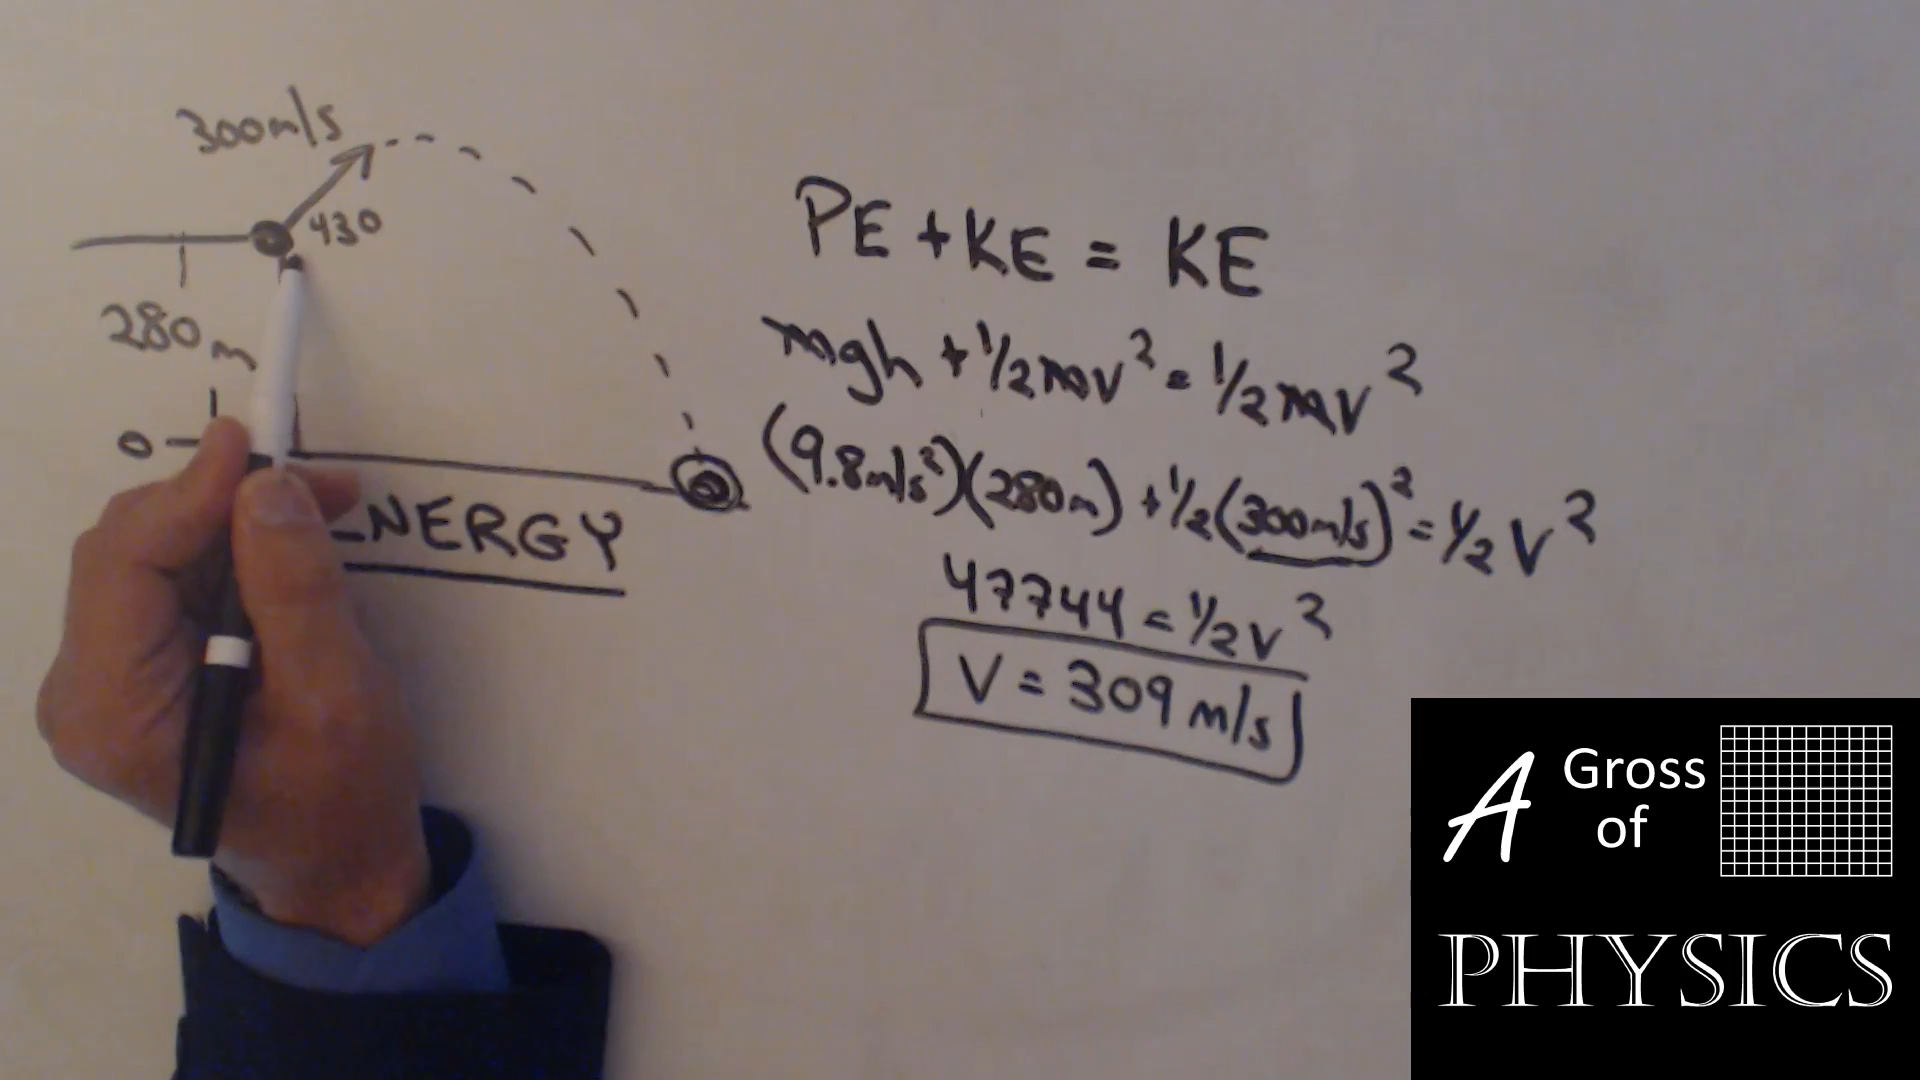 300m/s
430
280m
0
ENERGY
PE + KE = KE
mgh + 1/2mv² = 1/2mv²
(9.8m/s²)(280m) + 1/2(300m/s)² = 1/2v²
47744 = 1/2v²
V = 309 m/s
A Gross
of
PHYSICS